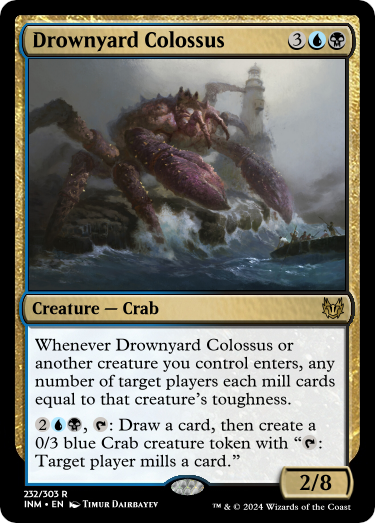 Drownyard Colossus 3
Creature — Crab
Whenever Drownyard Colossus or
another creature you control enters, any
number of target players each mill cards
equal to that creature's toughness.
2, : Draw a card, then create a
0/3 blue Crab creature token with “:
Target player mills a card.”
2/8
232/303 R
INM • EN Timur Dairbayev
™ & © 2024 Wizards of the Coast